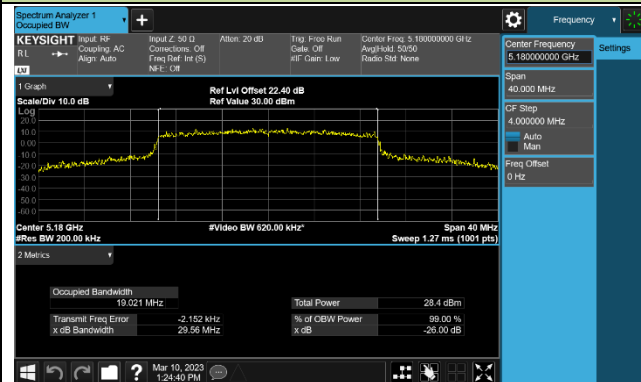 Spectrum Analyzer 1
Occupied BW
Frequency
KEYSIGHT
Input: RF
Coupling: AC
Align: Auto
Input Z: 50 Ω
Corrections: Off
Freq Ref: Int (S)
NFE: Off
Atten: 20 dB
Trig: Free Run
Gate: Off
#IF Gain: Low
Center Freq: 5.180000000 GHz
Avg|Hold: 50/50
Radio Std: None
RL
LXI
Center Frequency
5.180000000 GHz
Settings
Span
40.000 MHz
CF Step
4.000000 MHz
Auto
Man
Freq Offset
0 Hz
1 Graph
Scale/Div 10.0 dB
Ref Lvl Offset 22.40 dB
Ref Value 30.00 dBm
Log
20.0
10.0
0.00
-10.0
-20.0
-30.0
-40.0
-50.0
-60.0
Center 5.18 GHz
#Video BW 620.00 kHz*
Span 40 MHz
#Res BW 200.00 kHz
Sweep 1.27 ms (1001 pts)
2 Metrics
Occupied Bandwidth
19.021 MHz
Total Power
28.4 dBm
Transmit Freq Error
-2.152 kHz
% of OBW Power
99.00 %
x dB Bandwidth
29.56 MHz
x dB
-26.00 dB
?
Mar 10, 2023
1:24:40 PM